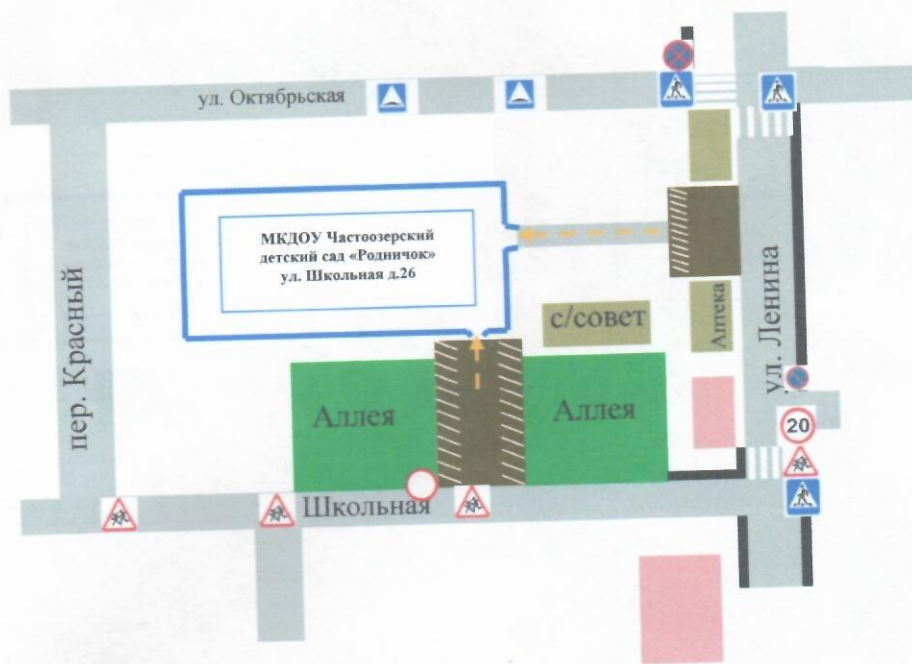 ул. Октябрьская
МКДОУ Частоозерский
детский сад «Родничок»
ул. Школьная д.26
пер. Красный
с/совет
Аптека
ул. Ленина
Аллея
Аллея
20
Школьная